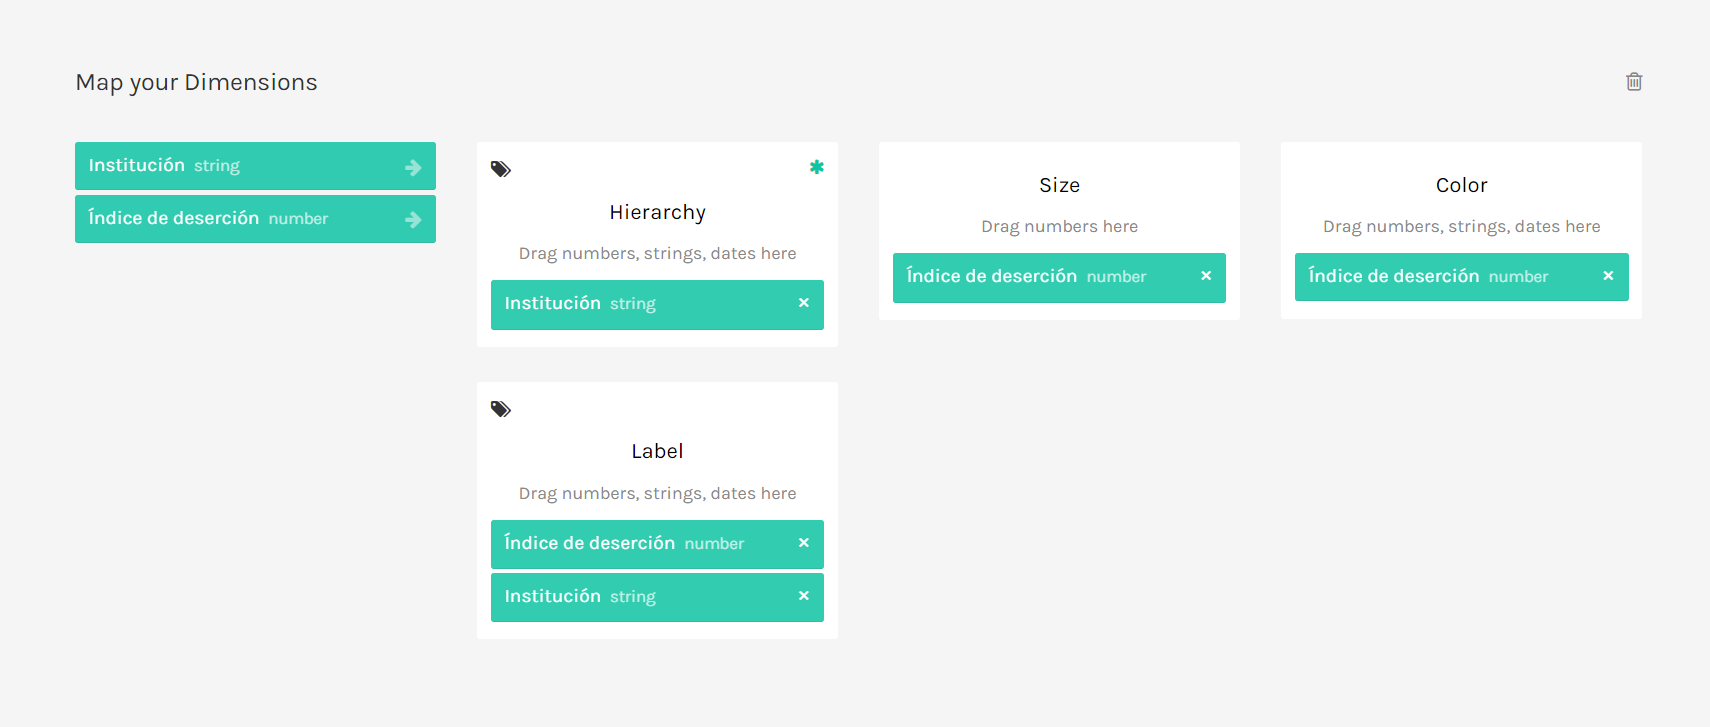 Map your Dimensions
Institución string
Índice de deserción number
Hierarchy
Drag numbers, strings, dates here
Institución string
Size
Drag numbers here
Índice de deserción number
Color
Drag numbers, strings, dates here
Índice de deserción number
Label
Drag numbers, strings, dates here
Índice de deserción number
Institución string